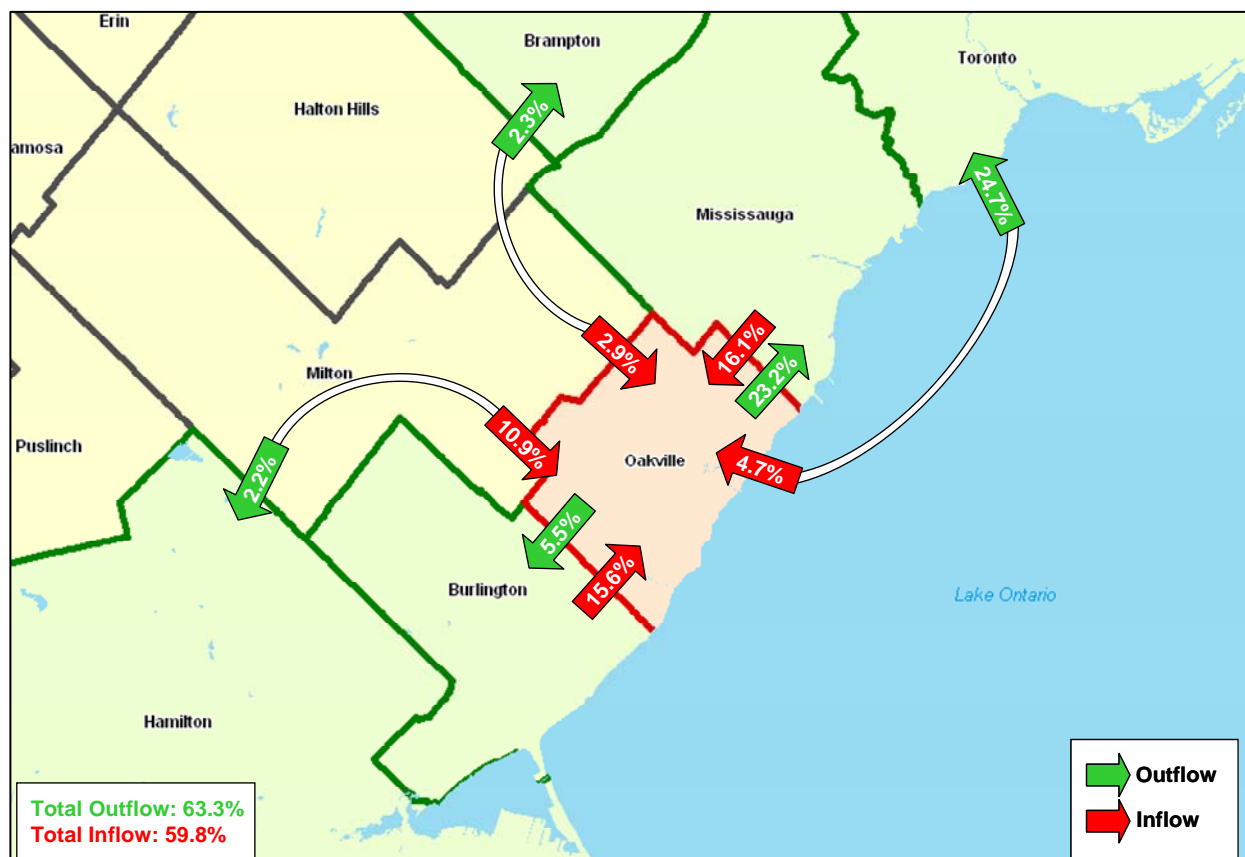 Erin
Brampton
Toronto
Halton Hills
2.3%
amosa
24.7%
Mississauga
2.9%
16.1%
Milton
23.2%
Puslinch
10.9%
Oakville
4.7%
2.2%
5.5%
15.6%
Burlington
Lake Ontario
Hamilton
Outflow
Inflow
Total Outflow: 63.3%
Total Inflow: 59.8%